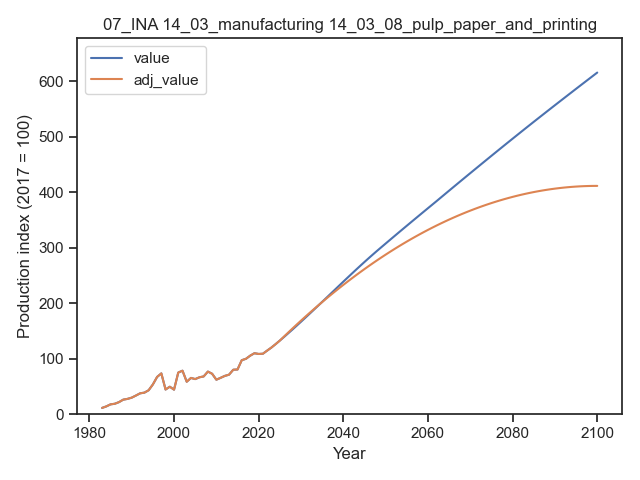 07_INA 14_03_manufacturing 14_03_08_pulp_paper_and_printing
value
adj_value
Production index (2017 = 100)
600
500
400
300
200
100
0
1980 2000 2020 2040 2060 2080 2100
Year